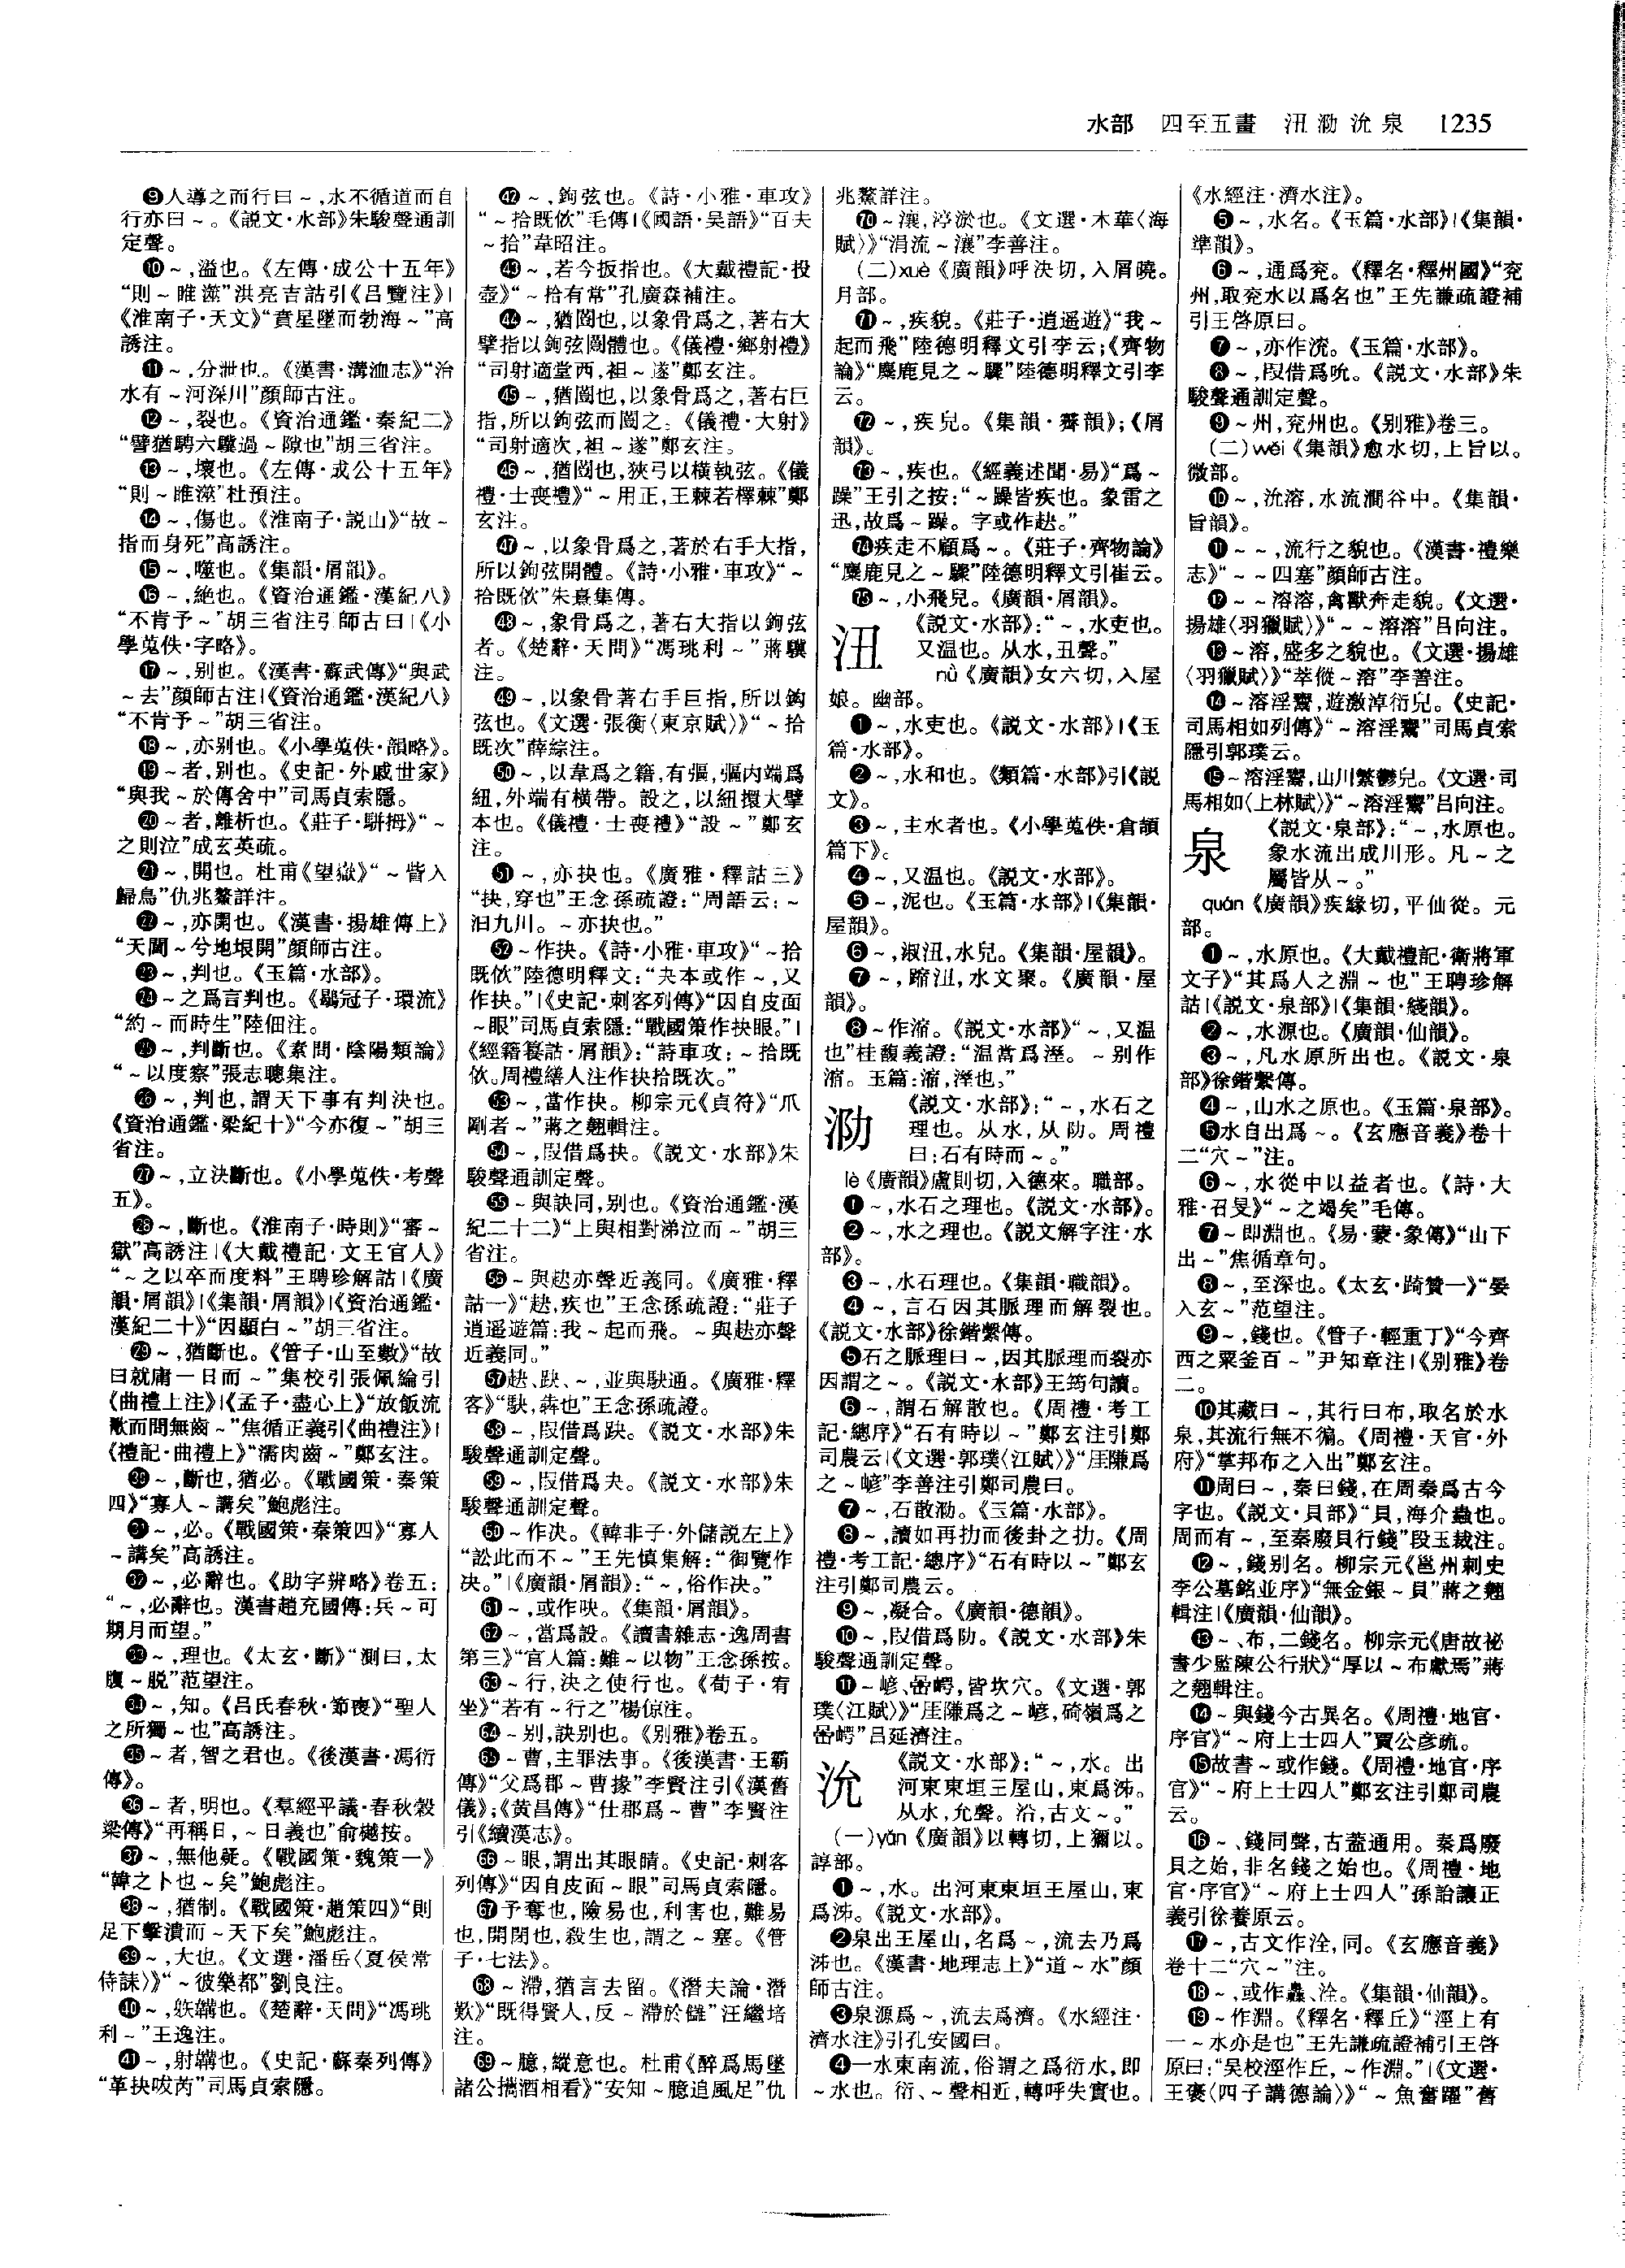 水部　四至五畫　沑泐沇泉　1235
❾人導之而行曰～,水不循道而自
行亦曰～。《説文·水部》朱駿聲通訓
定聲。
❿～,溢也。《左傳·成公十五年》
“則～睢澨”洪亮吉詁引《吕覽注》|
《淮南子·天文》“賁星墜而勃海～”高
誘注。
⓫～,分泄也。《漢書·溝洫志》“治
水有～河深川”顔師古注。
⓬～,裂也。《資治通鑑·秦紀二》
“譬猶騁六驥過～隙也”胡三省注。
⓭～,壞也。《左傳·成公十五年》
“則～睢澨”杜預注。
⓮～,傷也。《淮南子·説山》“故～
指而身死”高誘注。
⓯～,噬也。《集韻·屑韻》。
⓰～,絶也。《資治通鑑·漢紀八》
“不肯予～”胡三省注引師古曰|《小
學蒐佚·字略》。
⓱～,别也。《漢書·蘇武傳》“與武
～去”顔師古注|《資治通鑑·漢紀八》
“不肯予～”胡三省注。
⓲～,亦别也。《小學蒐佚·韻略》。
⓳～者,别也。《史記·外戚世家》
“與我～於傳舍中”司馬貞索隱。
⓴～者,離析也。《莊子·駢拇》“～
之則泣”成玄英疏。
㉑～,開也。杜甫《望嶽》“～眥入
歸鳥”仇兆鰲詳注。
㉒～,亦開也。《漢書·揚雄傳上》
“天閫～兮地垠開”顔師古注。
㉓～,判也。《玉篇·水部》。
㉔～之爲言判也。《鶡冠子·環流》
“約～而時生”陸佃注。
㉕～,判斷也。《素問·陰陽類論》
“～以度察”張志聰集注。
㉖～,判也,謂天下事有判決也。
《資治通鑑·梁紀十》“今亦復～”胡三
省注。
㉗～,立決斷也。《小學蒐佚·考聲
五》。
㉘～,斷也。《淮南子·時則》“審～
獄”高誘注|《大戴禮記·文王官人》
“～之以卒而度料”王聘珍解詁|《廣
韻·屑韻》|《集韻·屑韻》|《資治通鑑·
漢紀二十》“因顯白～”胡三省注。
㉙～,猶斷也。《管子·山至數》“故
曰就庸一日而～”集校引張佩綸引
《曲禮上注》|《孟子·盡心上》“放飯流
歠而問無齒～”焦循正義引《曲禮注》|
《禮記·曲禮上》“濡肉齒～”鄭玄注。
㉚～,斷也,猶必。《戰國策·秦策
四》“寡人～講矣”鮑彪注。
㉛～,必。《戰國策·秦策四》“寡人
～講矣”高誘注。
㉜～,必辭也。《助字辨略》卷五:
“～,必辭也。漢書趙充國傳:兵～可
期月而望。”
㉝～,理也。《太玄·斷》“測曰,太
腹～脱”范望注。
㉞～,知。《吕氏春秋·節喪》“聖人
之所獨～也”高誘注。
㉟～者,智之君也。《後漢書·馮衍
傳》。
㊱～者,明也。《羣經平議·春秋穀
梁傳》“再稱日,～日義也”俞樾按。
㊲～,無他疑。《戰國策·魏策一》
“韓之卜也～矣”鮑彪注。
㊳～,猶制。《戰國策·趙策四》“則
足下擊潰而～天下矣”鮑彪注。
㊴～,大也。《文選·潘岳〈夏侯常
侍誄〉》“～彼樂都”劉良注。
㊵～,䠶韝也。《楚辭·天問》“馮珧
利～”王逸注。
㊶～,射韝也。《史記·蘇秦列傳》
“革抉㕹芮”司馬貞索隱。
㊷～,鉤弦也。《詩·小雅·車攻》
“～拾既佽”毛傳|《國語·吴語》“百夫
～拾”韋昭注。
㊸～,若今扳指也。《大戴禮記·投
壺》“～拾有常”孔廣森補注。
㊹～,猶闓也,以象骨爲之,著右大
擘指以鉤弦闓體也。《儀禮·鄉射禮》
“司射適堂西,袒～遂”鄭玄注。
㊺～,猶闓也,以象骨爲之,著右巨
指,所以鉤弦而闓之。《儀禮·大射》
“司射適次,袒～遂”鄭玄注。
㊻～,猶闓也,挾弓以横執弦。《儀
禮·士喪禮》“～用正,王棘若檡棘”鄭
玄注。
㊼～,以象骨爲之,著於右手大指,
所以鉤弦開體。《詩·小雅·車攻》“～
拾既佽”朱熹集傳。
㊽～,象骨爲之,著右大指以鉤弦
者。《楚辭·天問》“馮珧利～”蔣驥
注。
㊾～,以象骨著右手巨指,所以鉤
弦也。《文選·張衡〈東京賦〉》“～拾
既次”薛綜注。
㊿～,以韋爲之籍,有彄,彄内端爲
紐,外端有横帶。設之,以紐擐大擘
本也。《儀禮·士喪禮》“設～”鄭玄
注。
51～,亦抉也。《廣雅·釋詁三》
“抉,穿也”王念孫疏證:“周語云:～
汩九川。～亦抉也。”
52～作抉。《詩·小雅·車攻》“～拾
既佽”陸德明釋文:“夬本或作～,又
作抉。”|《史記·刺客列傳》“因自皮面
～眼”司馬貞索隱:“戰國策作抉眼。”|
《經籍籑詁·屑韻》:“詩車攻:～拾既
佽。周禮繕人注作抉拾既次。”
53～,當作抉。柳宗元《貞符》“爪
剛者～”蔣之翹輯注。
54～,叚借爲抉。《説文·水部》朱
駿聲通訓定聲。
55～與訣同,别也。《資治通鑑·漢
紀二十二》“上與相對涕泣而～”胡三
省注。
56～與赽亦聲近義同。《廣雅·釋
詁一》“赽,疾也”王念孫疏證:“莊子
逍遥遊篇:我～起而飛。～與赽亦聲
近義同。”
57赽、趹、～,並與駃通。《廣雅·釋
客》“駃,犇也”王念孫疏證。
58～,叚借爲趹。《説文·水部》朱
駿聲通訓定聲。
59～,叚借爲夬。《説文·水部》朱
駿聲通訓定聲。
60～作决。《韓非子·外儲説左上》
“訟此而不～”王先慎集解:“御覽作
决。”|《廣韻·屑韻》:“～,俗作决。”
61～,或作吷。《集韻·屑韻》。
62～,當爲設。《讀書雜志·逸周書
第三》“官人篇:難～以物”王念孫按。
63～行,決之使行也。《荀子·宥
坐》“若有～行之”楊倞注。
64～别,訣别也。《别雅》卷五。
65～曹,主罪法事。《後漢書·王霸
傳》“父爲郡～曹掾”李賢注引《漢舊
儀》;《黄昌傳》“仕郡爲～曹”李賢注
引《續漢志》。
66～眼,謂出其眼睛。《史記·刺客
列傳》“因自皮面～眼”司馬貞索隱。
67予奪也,險易也,利害也,難易
也,開閉也,殺生也,謂之～塞。《管
子·七法》。
68～滯,猶言去留。《潛夫論·潛
歎》“既得賢人,反～滯於讎”汪繼培
注。
69～臆,縱意也。杜甫《醉爲馬墜
諸公攜酒相看》“安知～臆追風足”仇
兆鰲詳注。
70～瀼,渟淤也。《文選·木華〈海
賦〉》“涓流～瀼”李善注。
(二)xuè《廣韻》呼決切,入屑曉。
月部。
71～,疾貌。《莊子·逍遥遊》“我～
起而飛”陸德明釋文引李云;《齊物
論》“麋鹿見之～驟”陸德明釋文引李
云。
72～,疾皃。《集韻·霽韻》;《屑
韻》。
73～,疾也。《經義述聞·易》“爲～
躁”王引之按:“～躁皆疾也。象雷之
迅,故爲～躁。字或作赽。”
74疾走不顧爲～。《莊子·齊物論》
“麋鹿見之～驟”陸德明釋文引崔云。
75～,小飛皃。《廣韻·屑韻》。
沑　《説文·水部》:“～,水吏也。
又温也。从水,丑聲。”
nǜ《廣韻》女六切,入屋
娘。幽部。
❶～,水吏也。《説文·水部》|《玉
篇·水部》。
❷～,水和也。《類篇·水部》引《説
文》。
❸～,主水者也。《小學蒐佚·倉頡
篇下》。
❹～,又温也。《説文·水部》。
❺～,泥也。《玉篇·水部》|《集韻·
屋韻》。
❻～,淑沑,水皃。《集韻·屋韻》。
❼～,蹜沑,水文聚。《廣韻·屋
韻》。
❽～作㵖。《説文·水部》“～,又温
也”桂馥義證:“温當爲溼。～别作
㵖。玉篇:㵖,溼也。”
泐　《説文·水部》:“～,水石之
理也。从水,从阞。周禮
曰:石有時而～。”
lè《廣韻》盧則切,入德來。職部。
❶～,水石之理也。《説文·水部》。
❷～,水之理也。《説文解字注·水
部》。
❸～,水石理也。《集韻·職韻》。
❹～,言石因其脈理而解裂也。
《説文·水部》徐鍇繫傳。
❺石之脈理曰～,因其脈理而裂亦
因謂之～。《説文·水部》王筠句讀。
❻～,謂石解散也。《周禮·考工
記·總序》“石有時以～”鄭玄注引鄭
司農云|《文選·郭璞〈江賦〉》“厓隒爲
之～嵃”李善注引鄭司農曰。
❼～,石散泐。《玉篇·水部》。
❽～,讀如再扐而後卦之扐。《周
禮·考工記·總序》“石有時以～”鄭玄
注引鄭司農云。
❾～,凝合。《廣韻·德韻》。
❿～,叚借爲阞。《説文·水部》朱
駿聲通訓定聲。
⓫～嵃、嵒崿,皆坎穴。《文選·郭
璞〈江賦〉》“厓隒爲之～嵃,碕嶺爲之
嵒崿”吕延濟注。
沇　《説文·水部》:“～,水。出
河東東垣王屋山,東爲泲。
从水,允聲。㳂,古文～。”
(一)yǎn《廣韻》以轉切,上獮以。
諄部。
❶～,水。出河東東垣王屋山,東
爲泲。《説文·水部》。
❷泉出王屋山,名爲～,流去乃爲
泲也。《漢書·地理志上》“道～水”顔
師古注。
❸泉源爲～,流去爲濟。《水經注·
濟水注》引孔安國曰。
❹一水東南流,俗謂之爲衍水,即
～水也。衍、～聲相近,轉呼失實也。
《水經注·濟水注》。
❺～,水名。《玉篇·水部》|《集韻·
準韻》。
❻～,通爲兖。《釋名·釋州國》“兖
州,取兖水以爲名也”王先謙疏證補
引王啓原曰。
❼～,亦作渷。《玉篇·水部》。
❽～,叚借爲吮。《説文·水部》朱
駿聲通訓定聲。
❾～州,兖州也。《别雅》卷三。
(二)wěi《集韻》愈水切,上旨以。
微部。
❿～,沇溶,水流澗谷中。《集韻·
旨韻》。
⓫～～,流行之貌也。《漢書·禮樂
志》“～～四塞”顔師古注。
⓬～～溶溶,禽獸奔走貌。《文選·
揚雄〈羽獵賦〉》“～～溶溶”吕向注。
⓭～溶,盛多之貌也。《文選·揚雄
〈羽獵賦〉》“萃傱～溶”李善注。
⓮～溶淫鬻,遊激淖衍皃。《史記·
司馬相如列傳》“～溶淫鬻”司馬貞索
隱引郭璞云。
⓯～溶淫鬻,山川繁鬱皃。《文選·司
馬相如〈上林賦〉》“～溶淫鬻”吕向注。
泉　《説文·泉部》:“～,水原也。
象水流出成川形。凡～之
屬皆从～。”
quán《廣韻》疾緣切,平仙從。元
部。
❶～,水原也。《大戴禮記·衛將軍
文子》“其爲人之淵～也”王聘珍解
詁|《説文·泉部》|《集韻·綫韻》。
❷～,水源也。《廣韻·仙韻》。
❸～,凡水原所出也。《説文·泉
部》徐鍇繫傳。
❹～,山水之原也。《玉篇·泉部》。
❺水自出爲～。《玄應音義》卷十
二“穴～”注。
❻～,水從中以益者也。《詩·大
雅·召旻》“～之竭矣”毛傳。
❼～即淵也。《易·蒙·象傳》“山下
出～”焦循章句。
❽～,至深也。《太玄·踦贊一》“晏
入玄～”范望注。
❾～,錢也。《管子·輕重丁》“今齊
西之粟釜百～”尹知章注|《别雅》卷
二。
❿其藏曰～,其行曰布,取名於水
泉,其流行無不徧。《周禮·天官·外
府》“掌邦布之入出”鄭玄注。
⓫周曰～,秦曰錢,在周秦爲古今
字也。《説文·貝部》“貝,海介蟲也。
周而有～,至秦廢貝行錢”段玉裁注。
⓬～,錢别名。柳宗元《邕州刺史
李公墓銘並序》“無金銀～貝”蔣之翹
輯注|《廣韻·仙韻》。
⓭～、布,二錢名。柳宗元《唐故祕
書少監陳公行狀》“厚以～布獻焉”蔣
之翹輯注。
⓮～與錢今古異名。《周禮·地官·
序官》“～府上士四人”賈公彦疏。
⓯故書～或作錢。《周禮·地官·序
官》“～府上士四人”鄭玄注引鄭司農
云。
⓰～、錢同聲,古蓋通用。秦爲廢
貝之始,非名錢之始也。《周禮·地
官·序官》“～府上士四人”孫詒讓正
義引徐養原云。
⓱～,古文作洤,同。《玄應音義》
卷十二“穴～”注。
⓲～,或作灥、洤。《集韻·仙韻》。
⓳～作淵。《釋名·釋丘》“涇上有
一～水亦是也”王先謙疏證補引王啓
原曰:“吴校涇作丘,～作淵。”|《文選·
王褒〈四子講德論〉》“～魚奮躍”舊